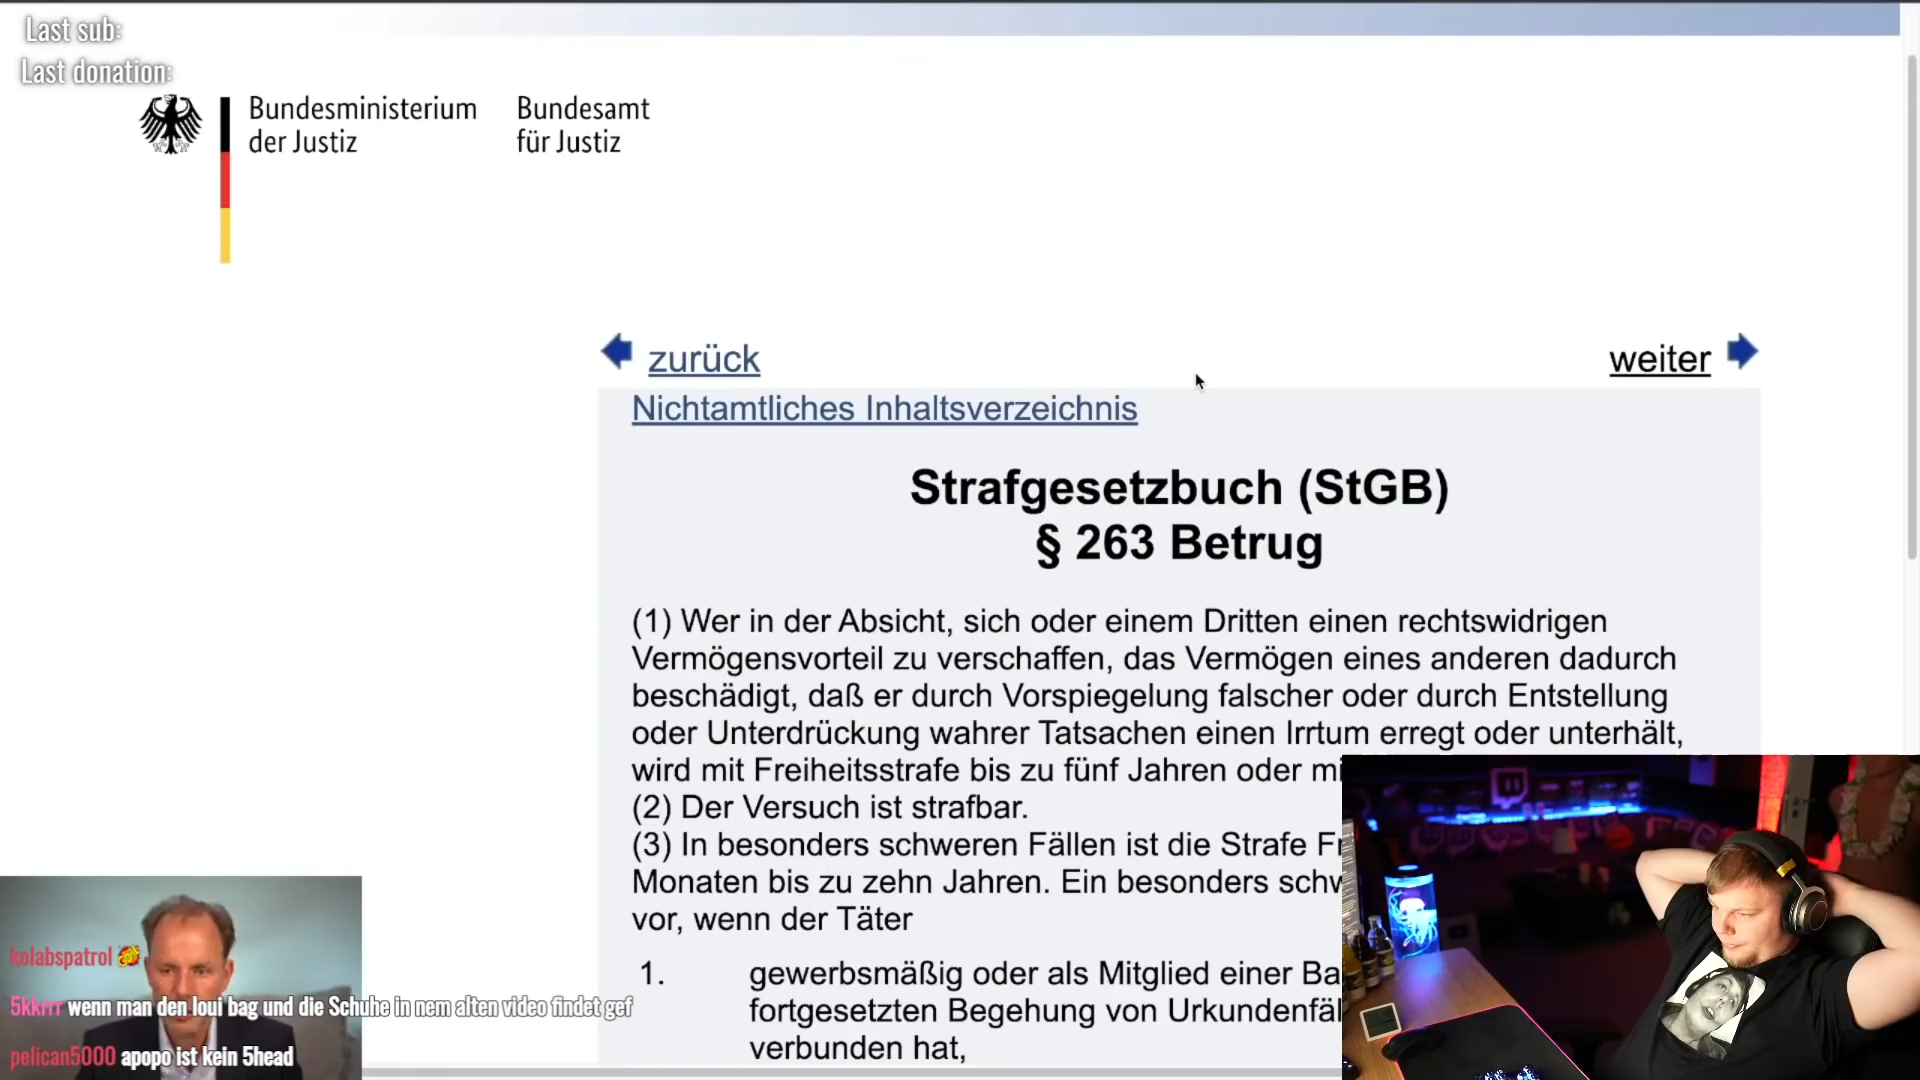 Last sub:
Last donation:
Bundesministerium
der Justiz
Bundesamt
für Justiz
zurück
weiter
Nichtamtliches Inhaltsverzeichnis
Strafgesetzbuch (StGB)
§ 263 Betrug
(1) Wer in der Absicht, sich oder einem Dritten einen rechtswidrigen
Vermögensvorteil zu verschaffen, das Vermögen eines anderen dadurch
beschädigt, daß er durch Vorspiegelung falscher oder durch Entstellung
oder Unterdrückung wahrer Tatsachen einen Irrtum erregt oder unterhält,
wird mit Freiheitsstrafe bis zu fünf Jahren oder
(2) Der Versuch ist strafbar.
(3) In besonders schweren Fällen ist die Strafe
Monaten bis zu zehn Jahren. Ein besonders
vor, wenn der Täter
1. gewerbsmäßig oder als Mitglied einer
fortgesetzten Begehung von
verbunden hat,
kolabspatrol
5kkrrr wenn man den loui bag und die Schuhe in nem alten video findet gef
pelican5000 apopo ist kein 5head